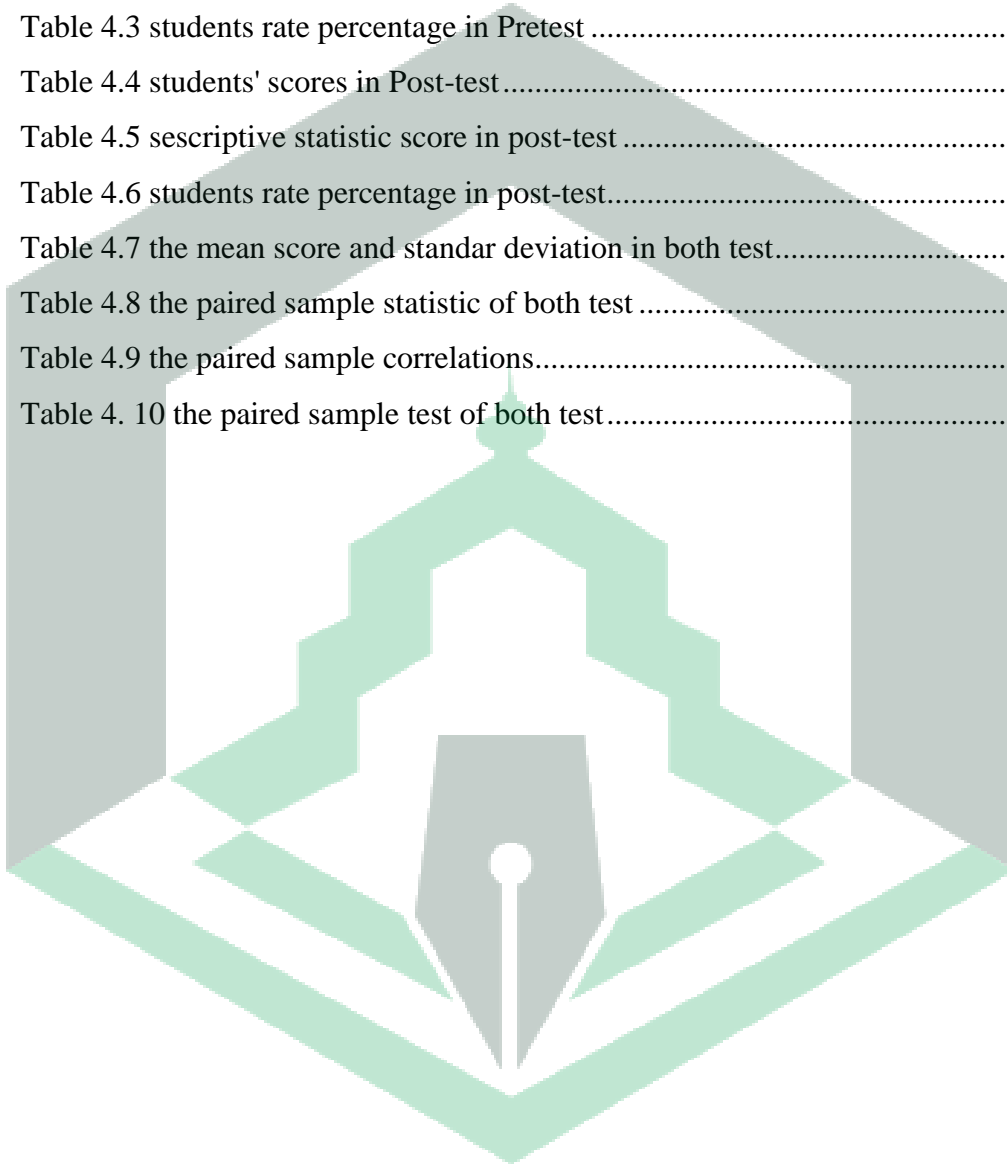 Table 4.3 students rate percentage in Pretest ..........................................................
Table 4.4 students' scores in Post-test..........................................................................
Table 4.5 sescriptive statistic score in post-test ......................................................
Table 4.6 students rate percentage in post-test.........................................................
Table 4.7 the mean score and standar deviation in both test..................................
Table 4.8 the paired sample statistic of both test ....................................................
Table 4.9 the paired sample correlations....................................................................
Table 4. 10 the paired sample test of both test.........................................................